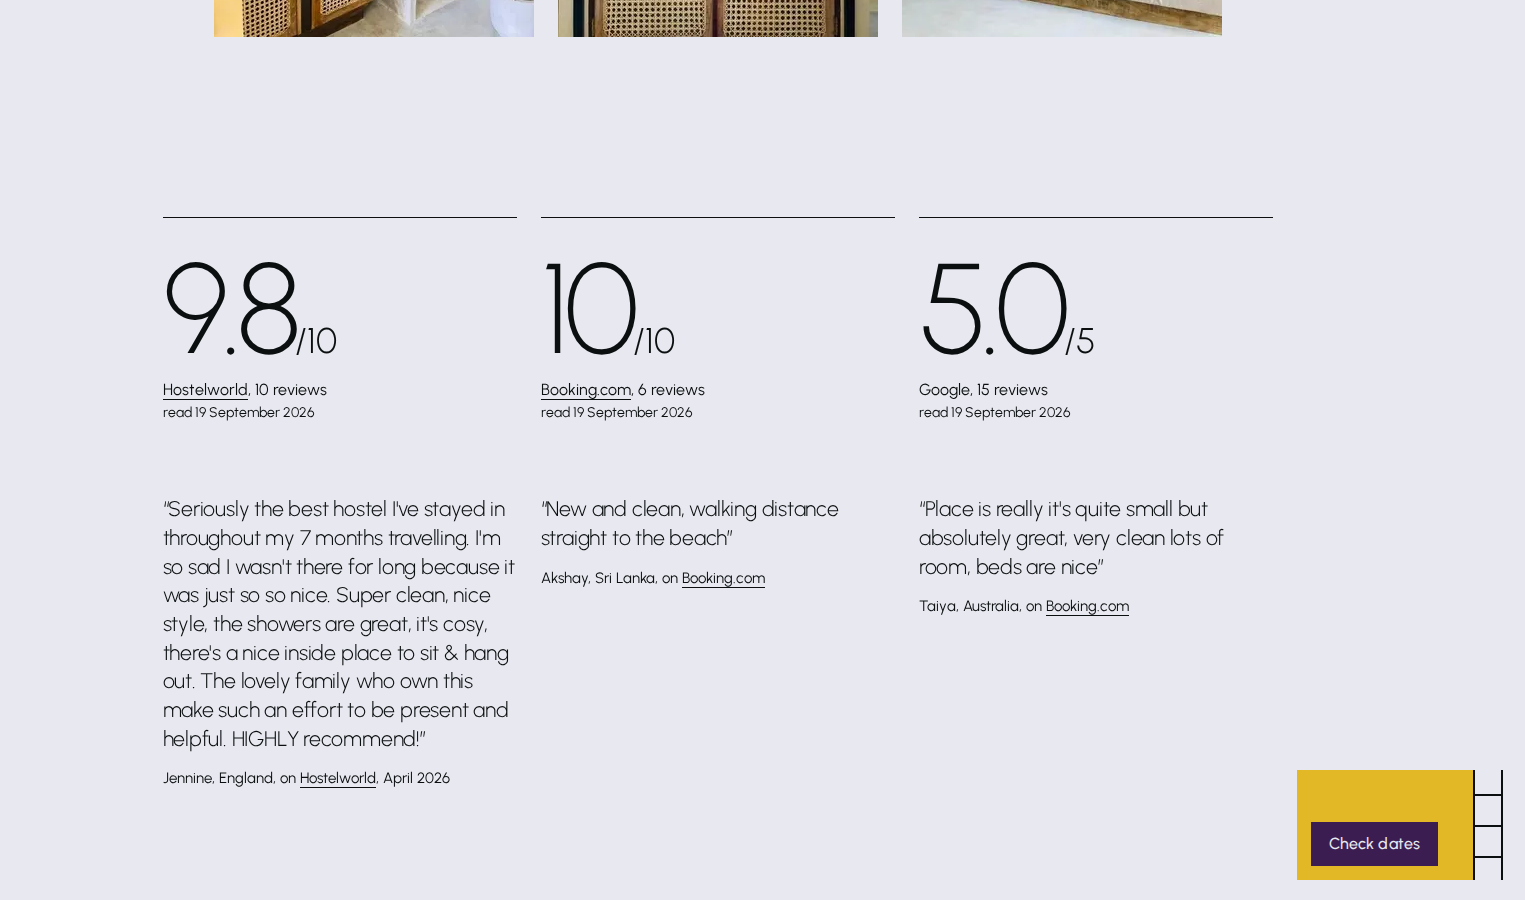 9.8/10
Hostelworld, 10 reviews
read 19 September 2026
10/10
Booking.com, 6 reviews
read 19 September 2026
5.0/5
Google, 15 reviews
read 19 September 2026
“Seriously the best hostel I've stayed in
throughout my 7 months travelling. I'm
so sad I wasn't there for long because it
was just so so nice. Super clean, nice
style, the showers are great, it's cosy,
there's a nice inside place to sit & hang
out. The lovely family who own this
make such an effort to be present and
helpful. HIGHLY recommend!”
Jennine, England, on Hostelworld, April 2026
“New and clean, walking distance
straight to the beach”
Akshay, Sri Lanka, on Booking.com
“Place is really it's quite small but
absolutely great, very clean lots of
room, beds are nice”
Taiya, Australia, on Booking.com
Check dates